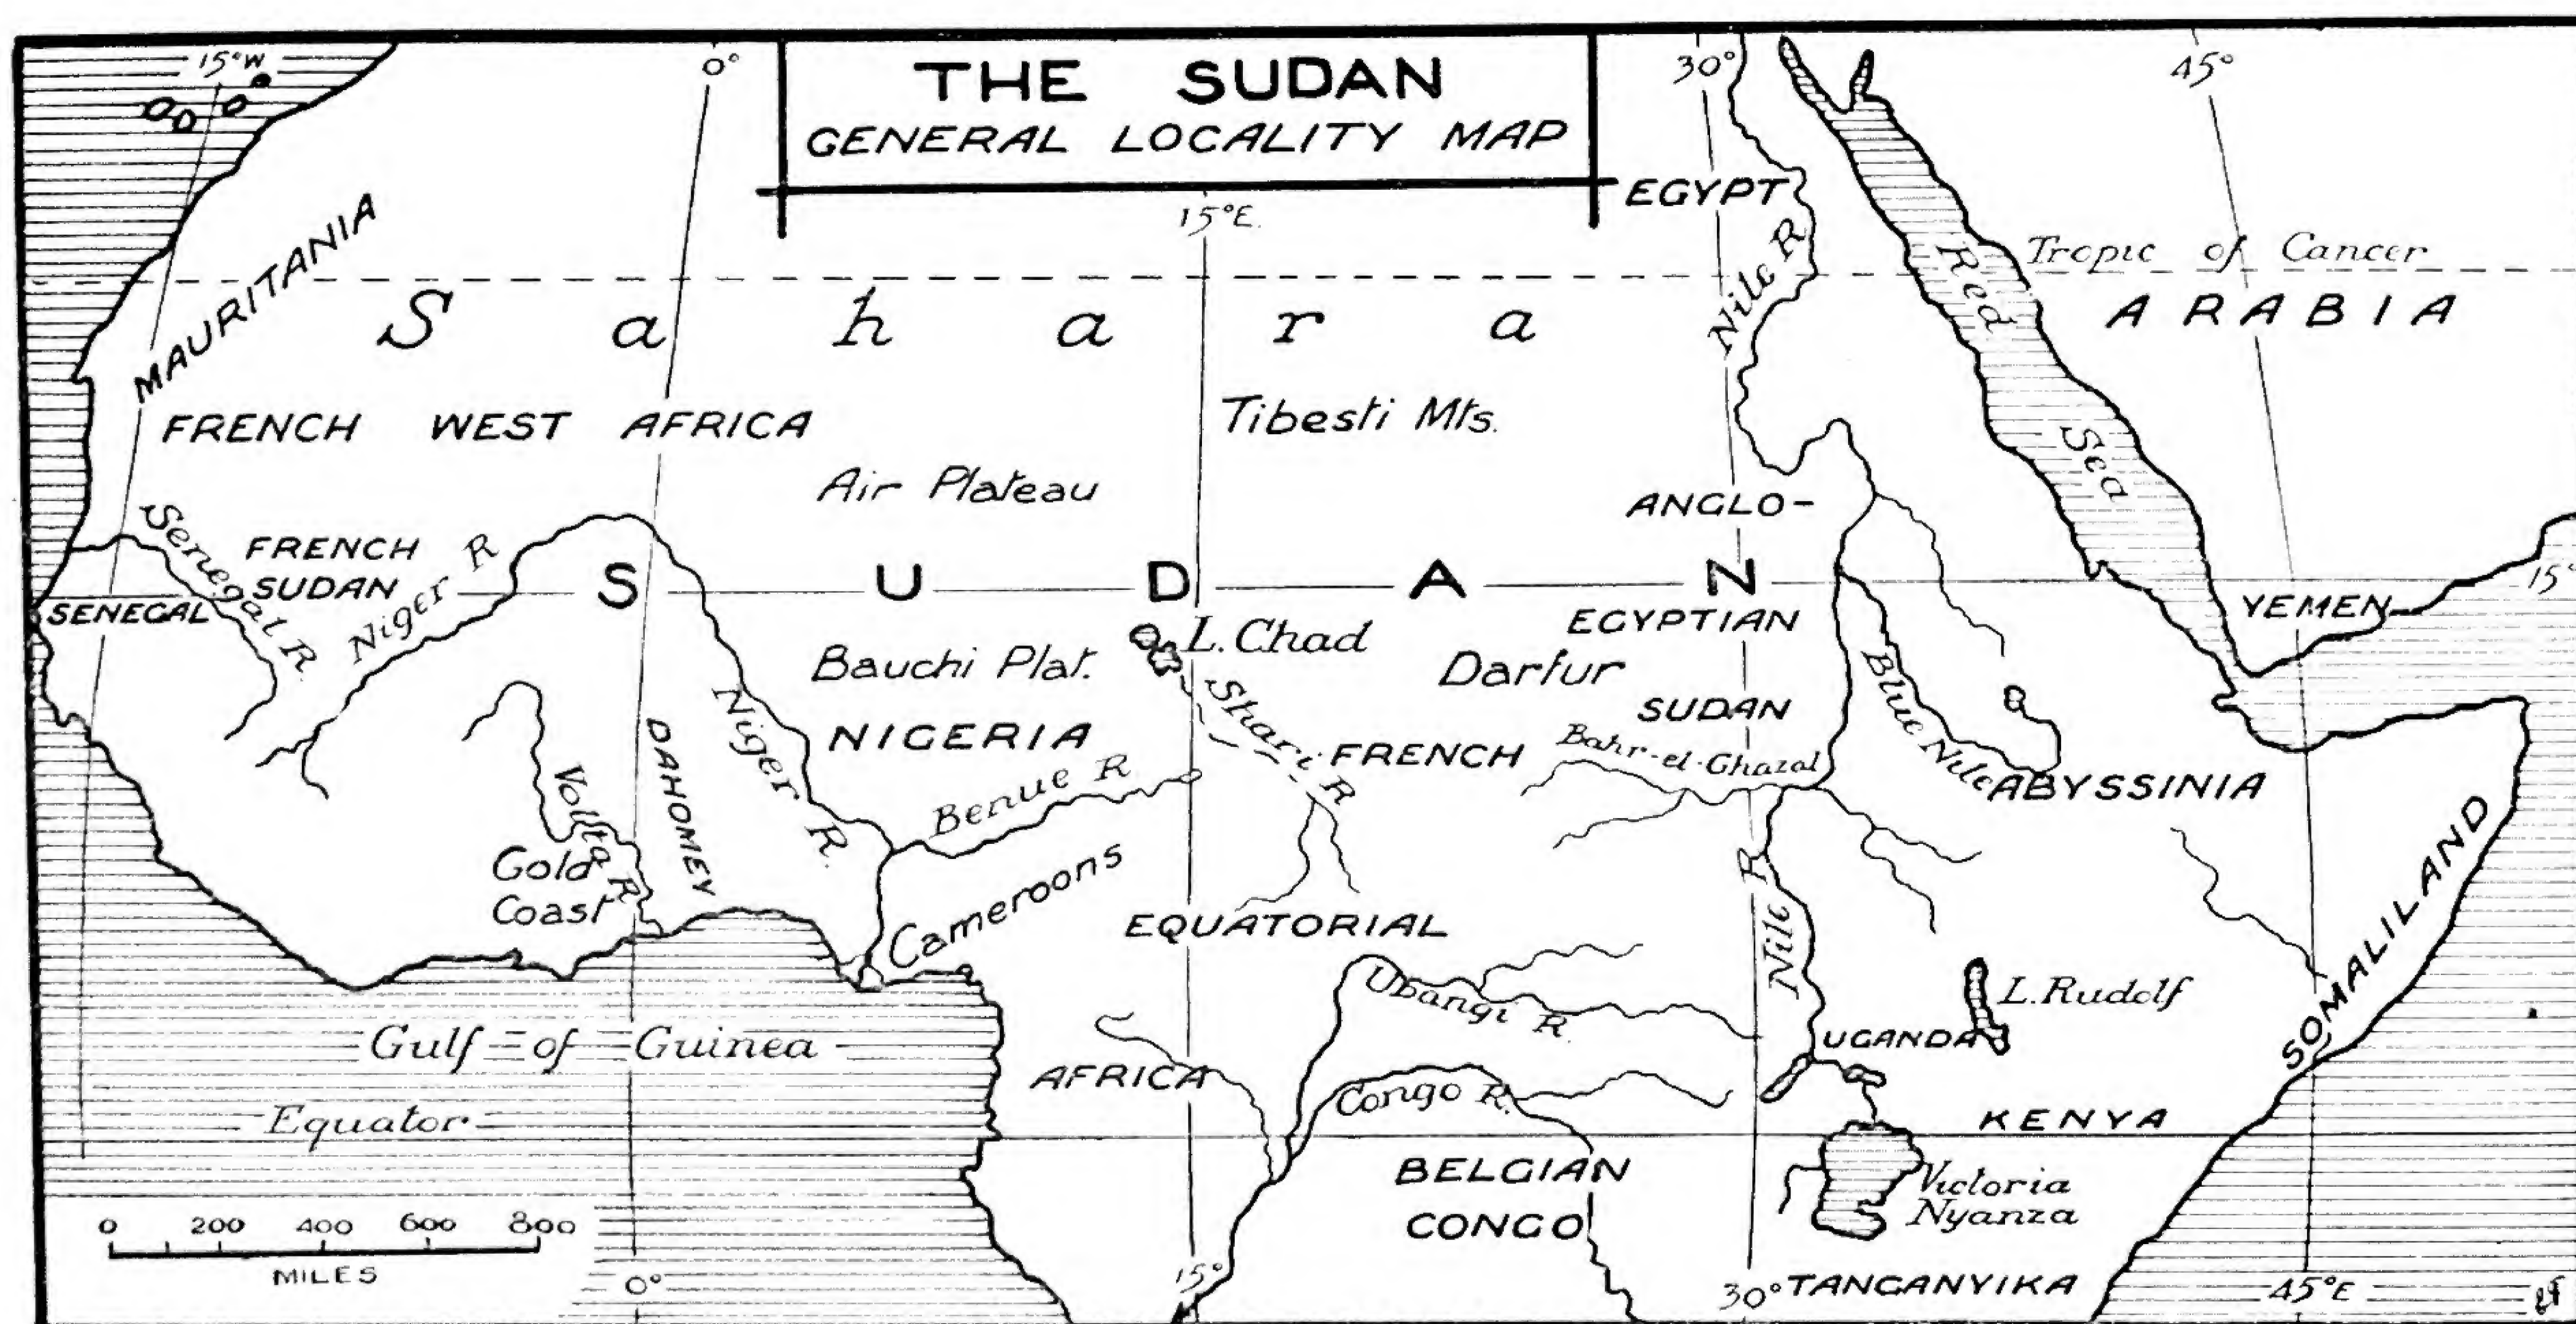 THE SUDAN
GENERAL LOCALITY MAP
15°W
0°
15°E.
30°
45°
EGYPT
Nile R
Red Sea
Tropic of Cancer
ARABIA
MAURITANIA
Sahara
FRENCH WEST AFRICA
Tibesti Mts.
Air Plateau
ANGLO-
Senegal R.
FRENCH
SUDAN
Niger R
SUDAN
15°
SENEGAL
YEMEN
EGYPTIAN
L. Chad
Bauchi Plat.
Darfur
SUDAN
Shari R
Blue Nile
Niger R.
NIGERIA
FRENCH
Bahr-el-Ghazal
DAHOMEY
Volta R
Benue R
ABYSSINIA
Gold
Coast
Cameroons
EQUATORIAL
Nile R
SOMALILAND
Ubangi R.
L. Rudolf
Gulf of Guinea
UGANDA
AFRICA
Congo R.
Equator
KENYA
BELGIAN
CONGO
Victoria
Nyanza
0 200 400 600 800
MILES
0°
15°
30°
TANGANYIKA
45°E